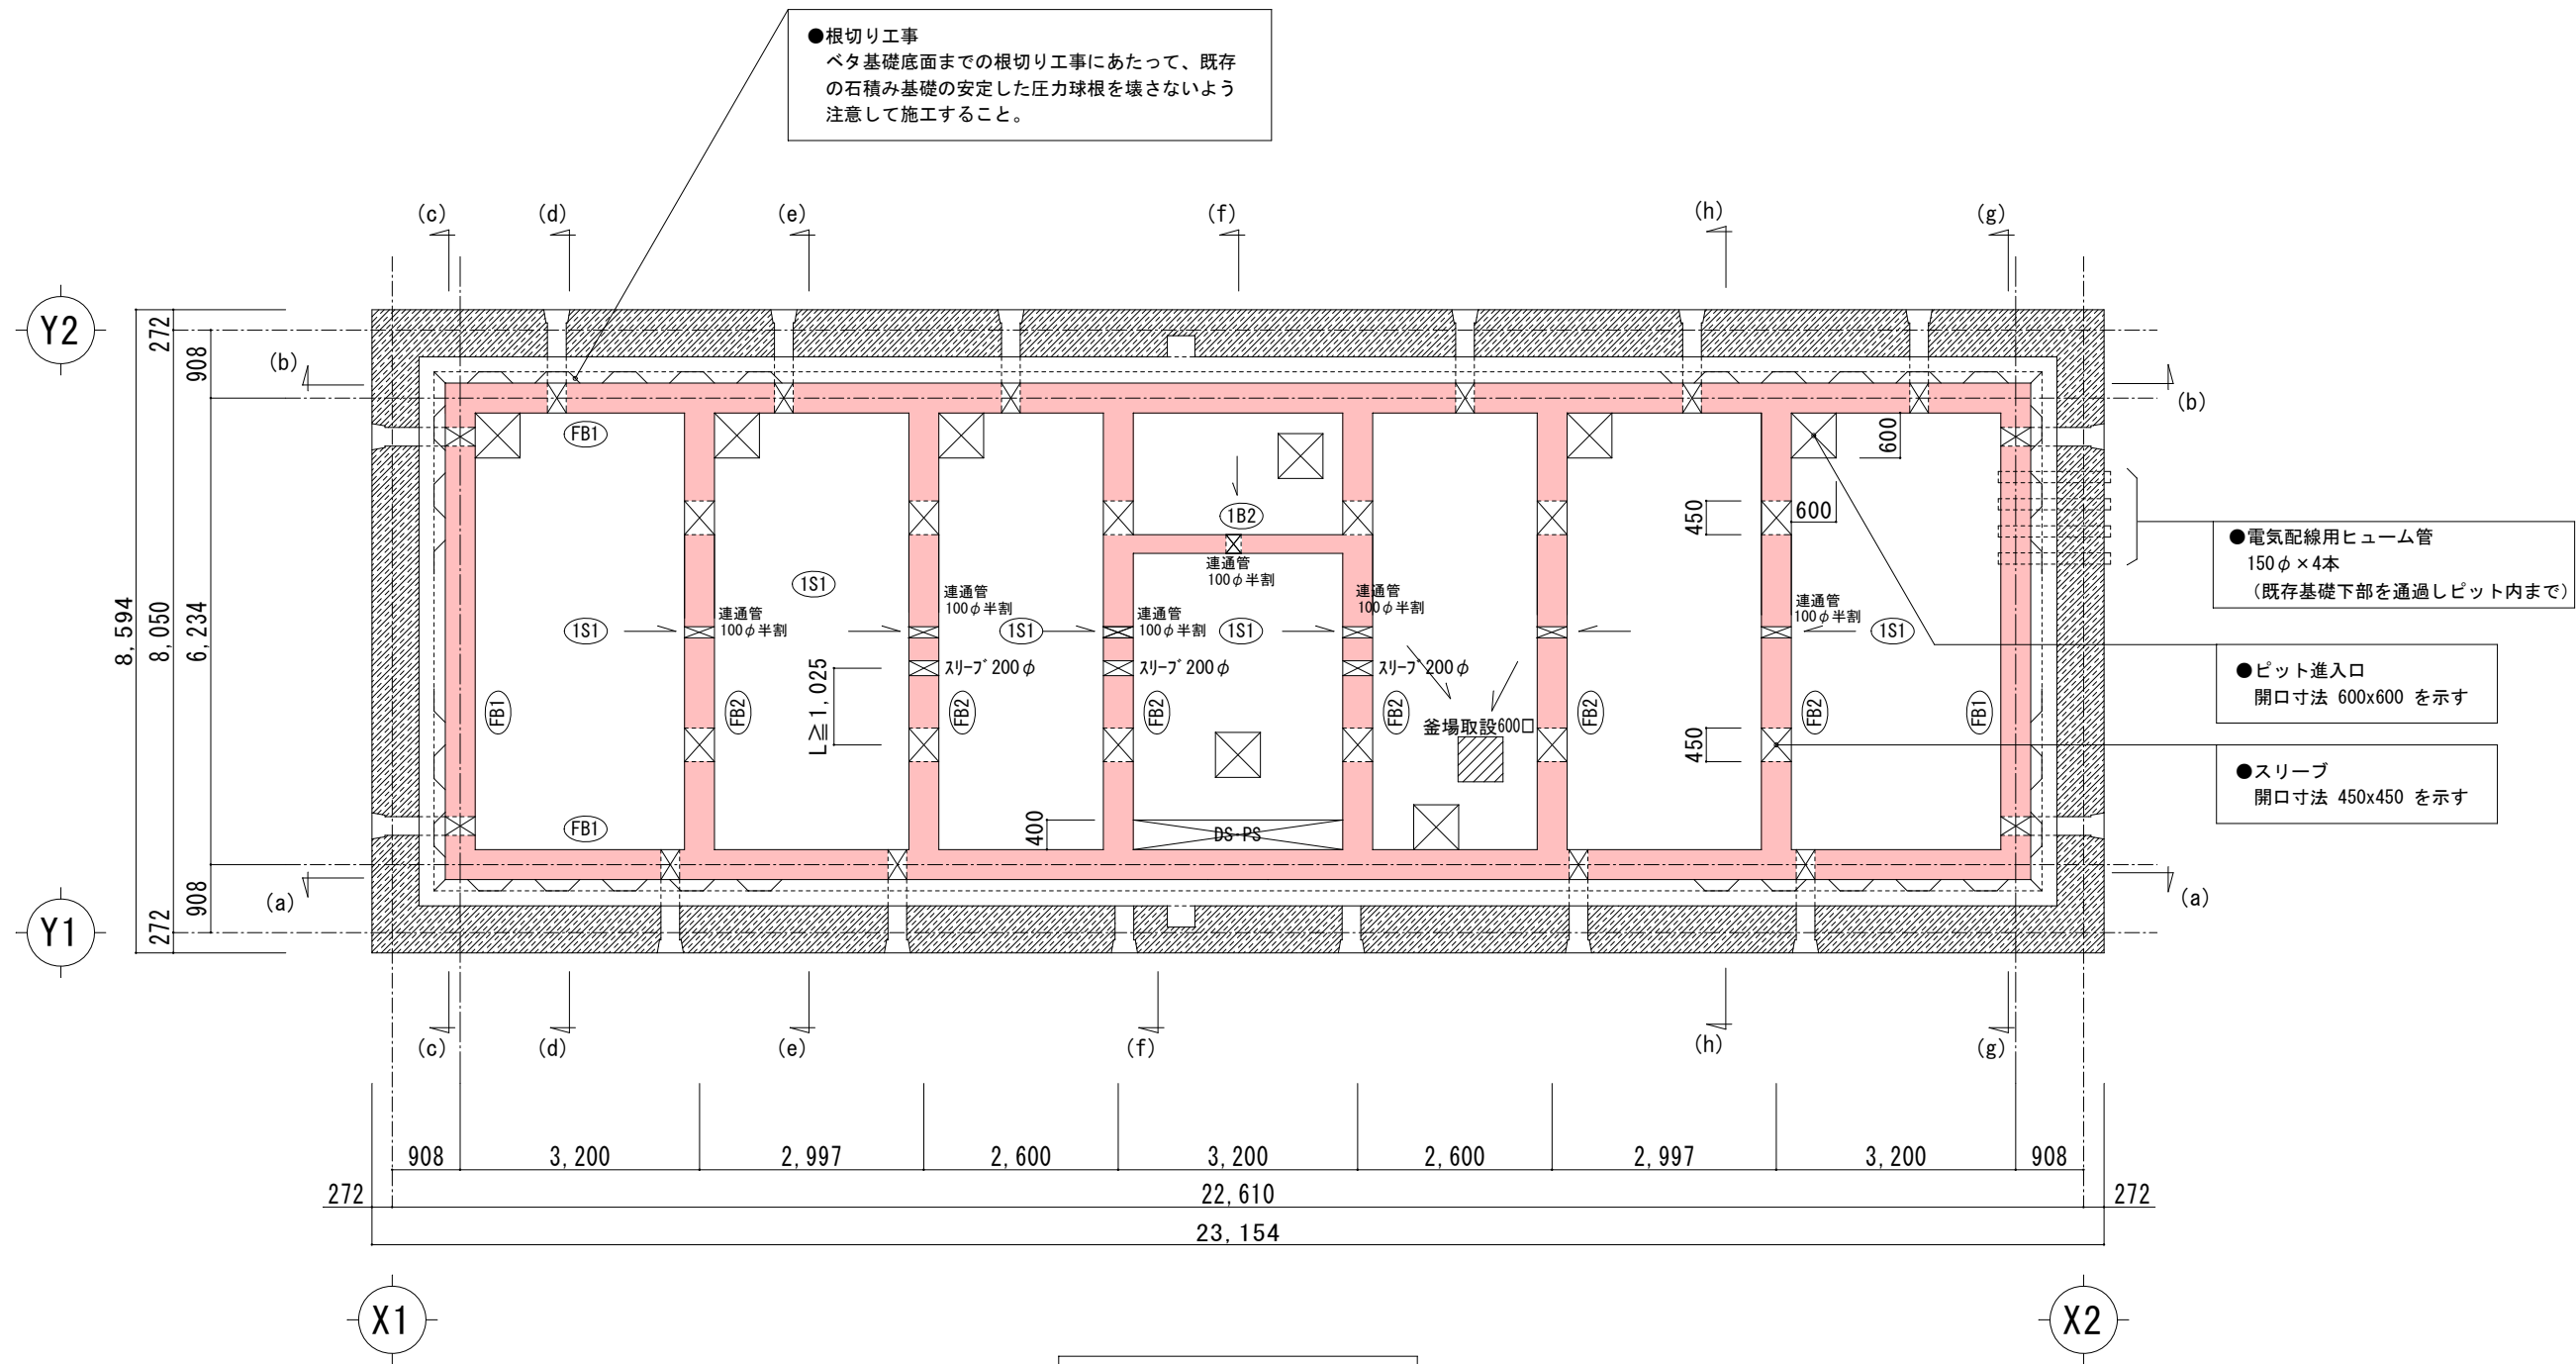 ●根切り工事
ベタ基礎底面までの根切り工事にあたって、既存
の石積み基礎の安定した圧力球根を壊さないよう
注意して施工すること。
(c)
(d)
(e)
(f)
(h)
(g)
Y2
272
908
(b)
(b)
FB1
600
600
450
1B2
連通管
100φ半割
●電気配線用ヒューム管
150φ×4本
(既存基礎下部を通過しピット内まで)
8,594
8,050
6,234
1S1
1S1
連通管
100φ半割
連通管
100φ半割
1S1
連通管
100φ半割
1S1
連通管
100φ半割
連通管
100φ半割
1S1
スリーブ200φ
スリーブ200φ
スリーブ200φ
L≧1,025
●ピット進入口
開口寸法 600x600 を示す
FB1
FB2
FB2
FB2
FB2
FB2
FB2
FB1
釜場取設600口
450
●スリーブ
開口寸法 450x450 を示す
FB1
400
DS・PS
(a)
(a)
Y1
908
272
(c)
(d)
(e)
(f)
(h)
(g)
908
3,200
2,997
2,600
3,200
2,600
2,997
3,200
908
272
22,610
272
23,154
X1
X2